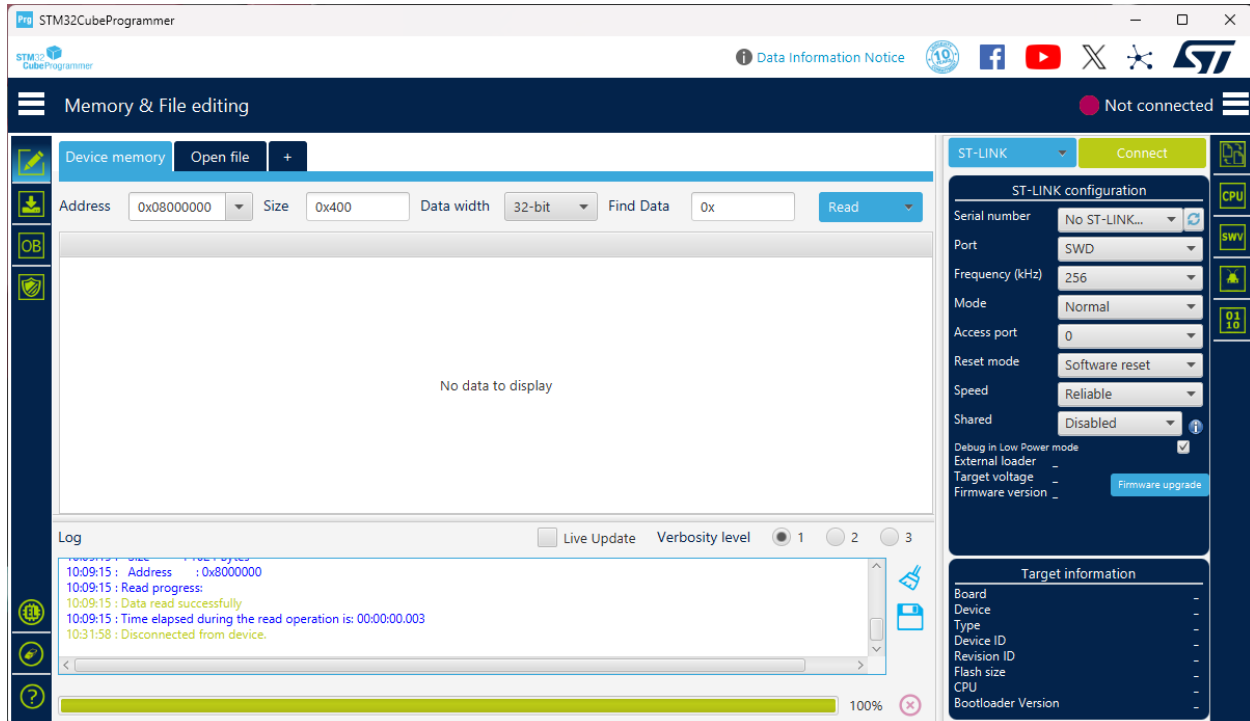 Prg STM32CubeProgrammer
STM32 CubeProgrammer
Data Information Notice
10
Memory & File editing
Not connected
Device memory Open file +
Address 0x08000000 Size 0x400 Data width 32-bit Find Data 0x Read
No data to display
Log Live Update Verbosity level 1 2 3
10:09:15 : Address : 0x8000000
10:09:15 : Read progress:
10:09:15 : Data read successfully
10:09:15 : Time elapsed during the read operation is: 00:00:00.003
10:31:58 : Disconnected from device.
100%
OB
ST-LINK Connect
ST-LINK configuration
Serial number No ST-LINK...
Port SWD
Frequency (kHz) 256
Mode Normal
Access port 0
Reset mode Software reset
Speed Reliable
Shared Disabled
Debug in Low Power mode
External loader _
Target voltage _
Firmware version _
Firmware upgrade
Target information
Board _
Device _
Type _
Device ID _
Revision ID _
Flash size _
CPU _
Bootloader Version _
CPU
SWV
01
10